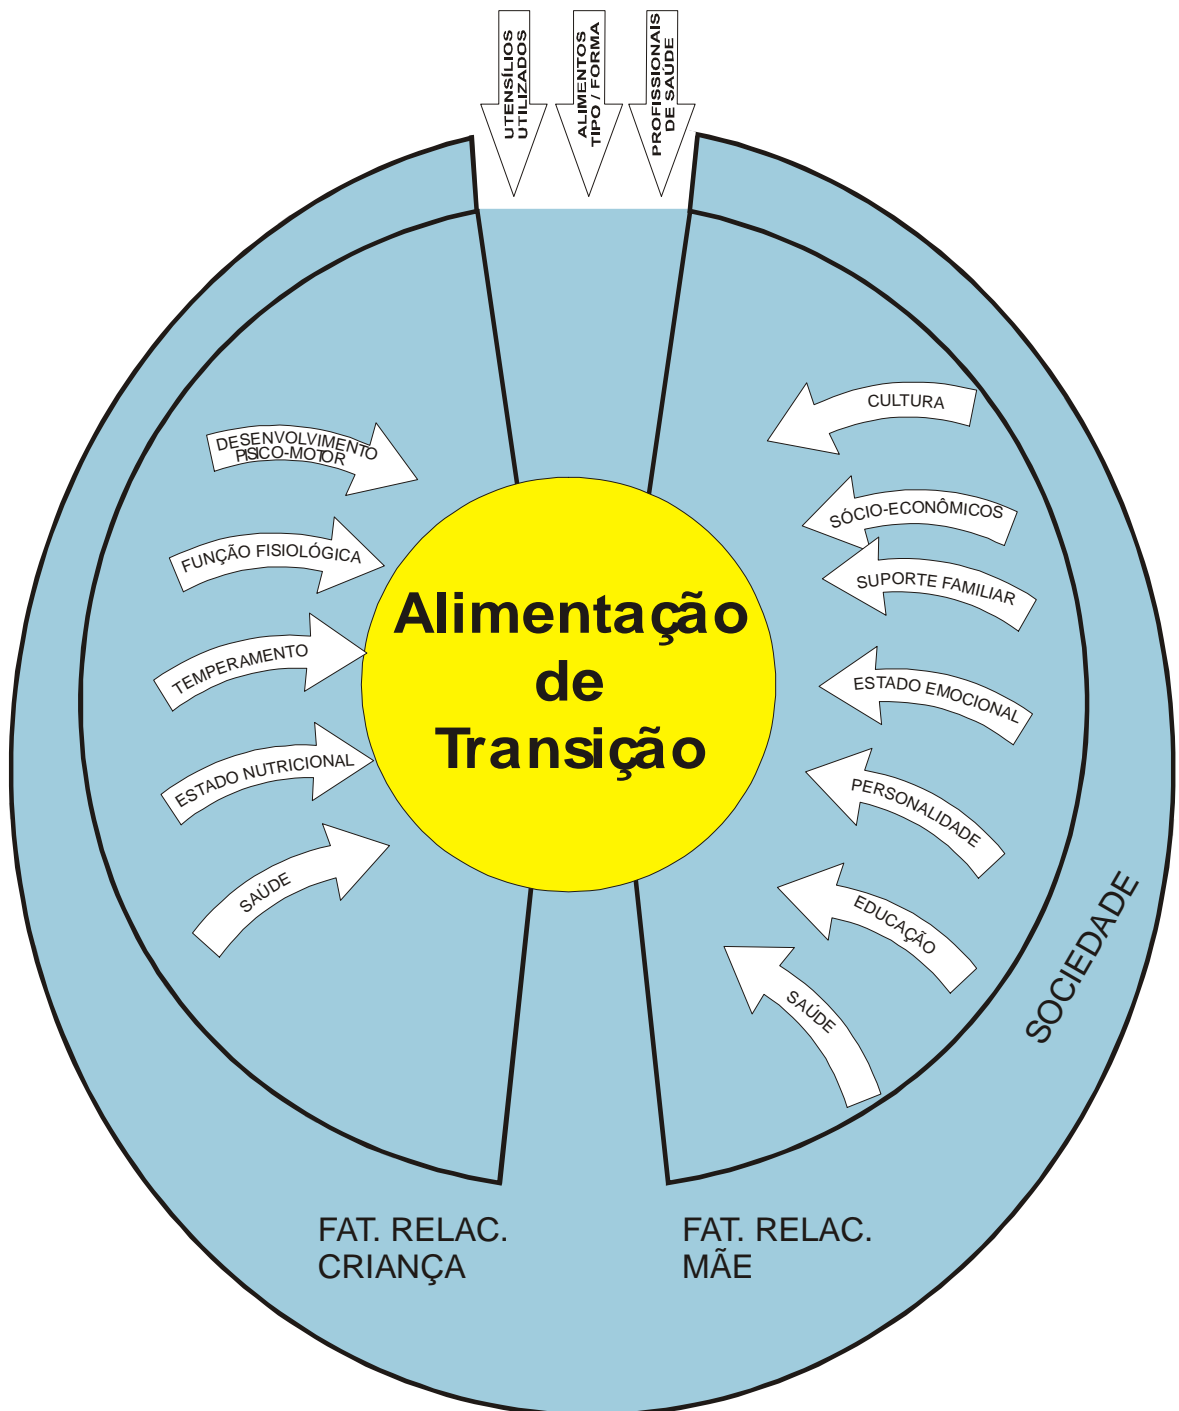 UTENSÍLIOS
UTILIZADOS
ALIMENTOS
TIPO / FORMA
PROFISSIONAIS
DE SAÚDE
DESENVOLVIMENTO
PISICO-MOTOR
FUNÇÃO FISIOLÓGICA
TEMPERAMENTO
ESTADO NUTRICIONAL
SAÚDE
Alimentação
de
Transição
CULTURA
SÓCIO-ECONÔMICOS
SUPORTE FAMILIAR
ESTADO EMOCIONAL
PERSONALIDADE
EDUCAÇÃO
SAÚDE
SOCIEDADE
FAT. RELAC.
CRIANÇA
FAT. RELAC.
MÃE